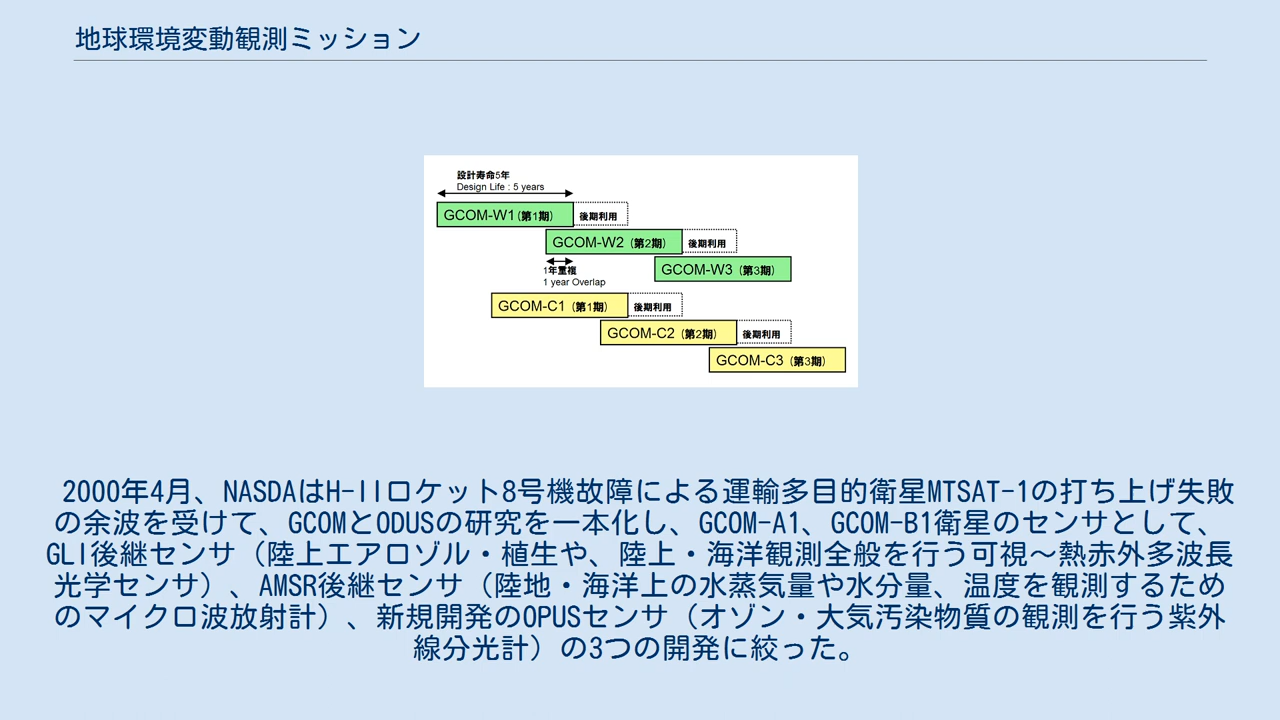 地球環境変動観測ミッション
設計寿命5年
Design Life : 5 years
GCOM-W1 (第1期)
後期利用
GCOM-W2 (第2期)
後期利用
1年重複
1 year Overlap
GCOM-W3 (第3期)
GCOM-C1 (第1期)
後期利用
GCOM-C2 (第2期)
後期利用
GCOM-C3 (第3期)
2000年4月、NASDAはH-IIロケット8号機故障による運輸多目的衛星MTSAT-1の打ち上げ失敗
の余波を受けて、GCOMとODUSの研究を一本化し、GCOM-A1、GCOM-B1衛星のセンサとして、
GLI後継センサ（陸上エアロゾル・植生や、陸上・海洋観測全般を行う可視〜熱赤外多波長
光学センサ）、AMSR後継センサ（陸地・海洋上の水蒸気量や水分量、温度を観測するため
のマイクロ波放射計）、新規開発のOPUSセンサ（オゾン・大気汚染物質の観測を行う紫外
線分光計）の3つの開発に絞った。